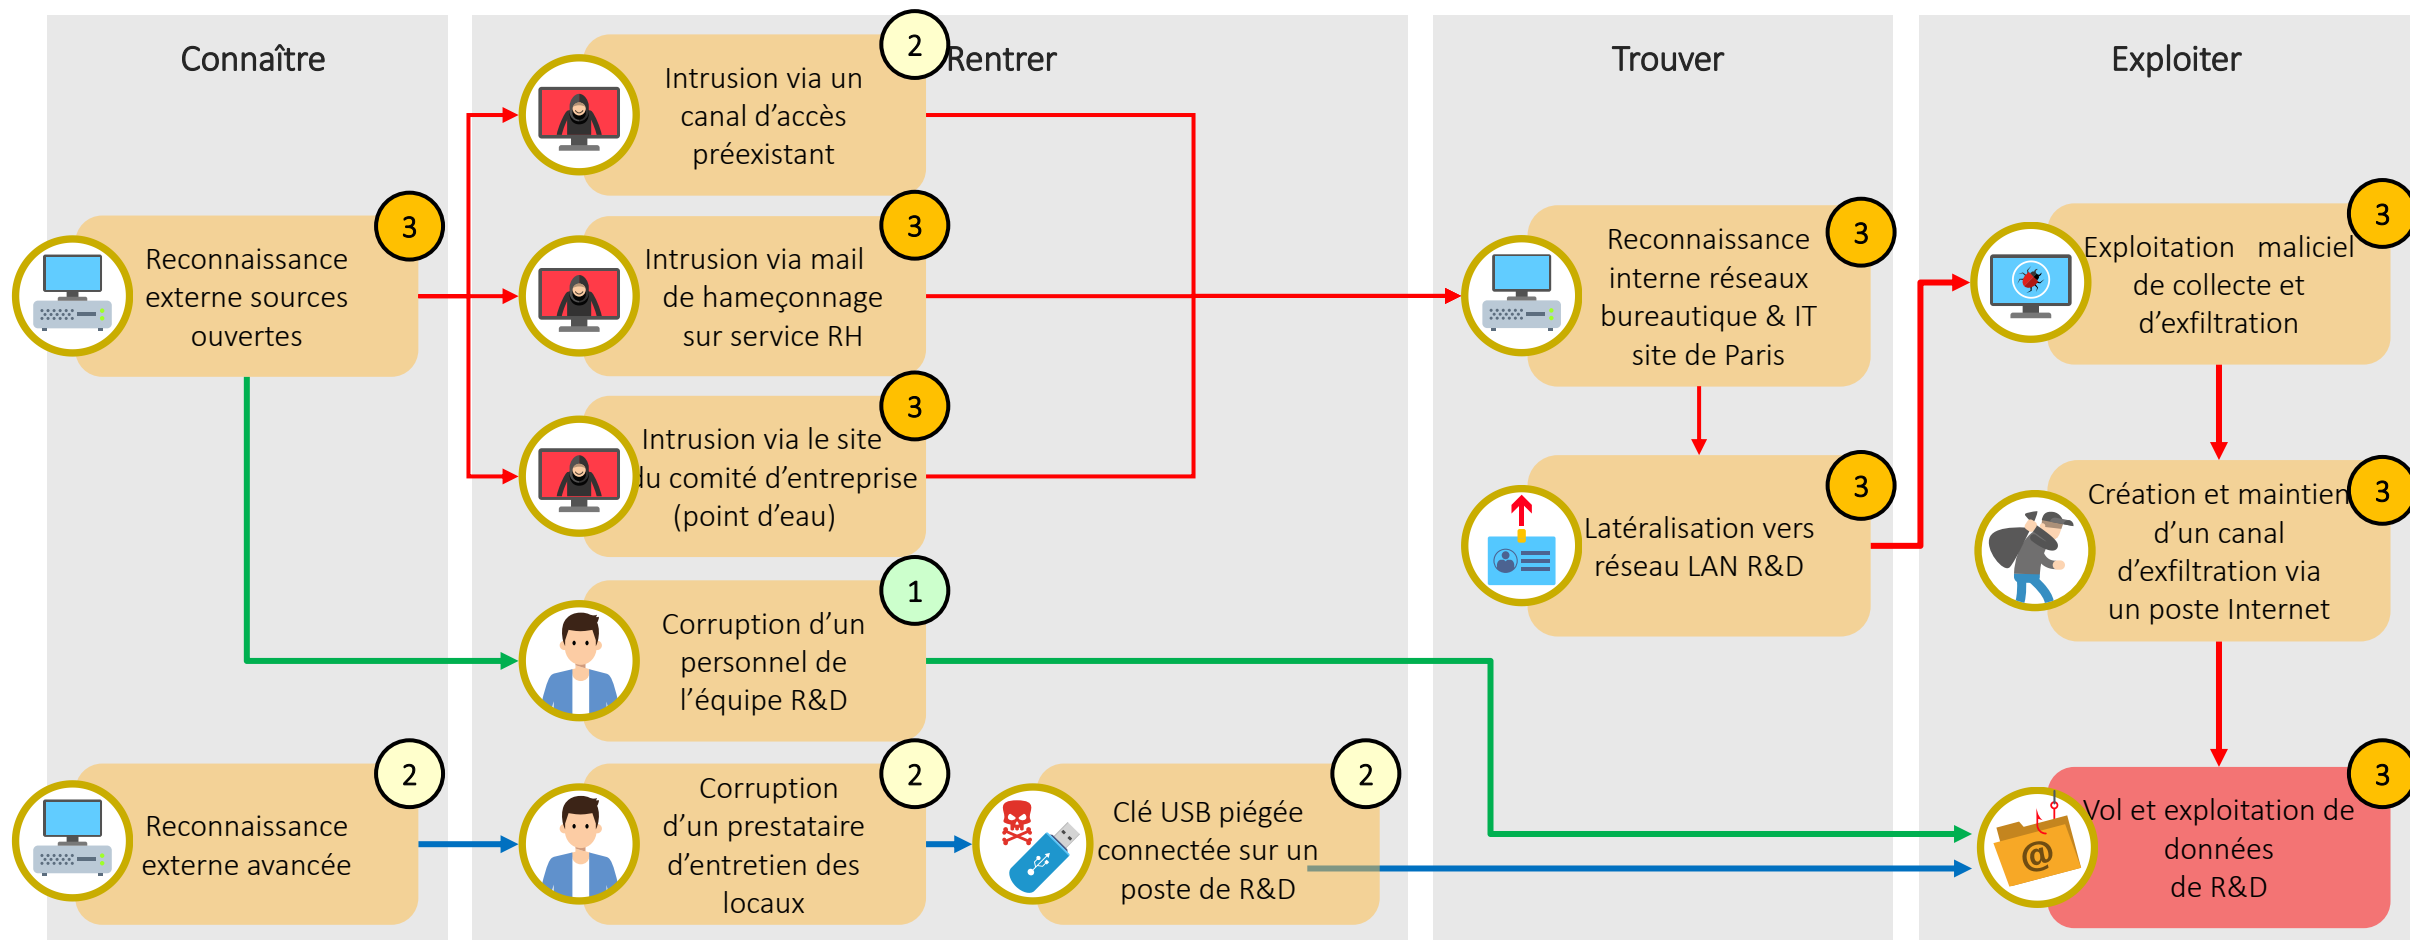 Connaître
Rentrer
Trouver
Exploiter
3
Reconnaissance
externe sources
ouvertes
2
Reconnaissance
externe avancée
2
Intrusion via un
canal d’accès
préexistant
3
Intrusion via mail
de hameçonnage
sur service RH
3
Intrusion via le site
du comité d’entreprise
(point d’eau)
1
Corruption d’un
personnel de
l’équipe R&D
2
Corruption
d’un prestataire
d’entretien des
locaux
2
Clé USB piégée
connectée sur un
poste de R&D
3
Reconnaissance
interne réseaux
bureautique & IT
site de Paris
3
Latéralisation vers
réseau LAN R&D
3
Exploitation maliciel
de collecte et
d’exfiltration
3
Création et maintien
d’un canal
d’exfiltration via
un poste Internet
3
Vol et exploitation de
données
de R&D
@